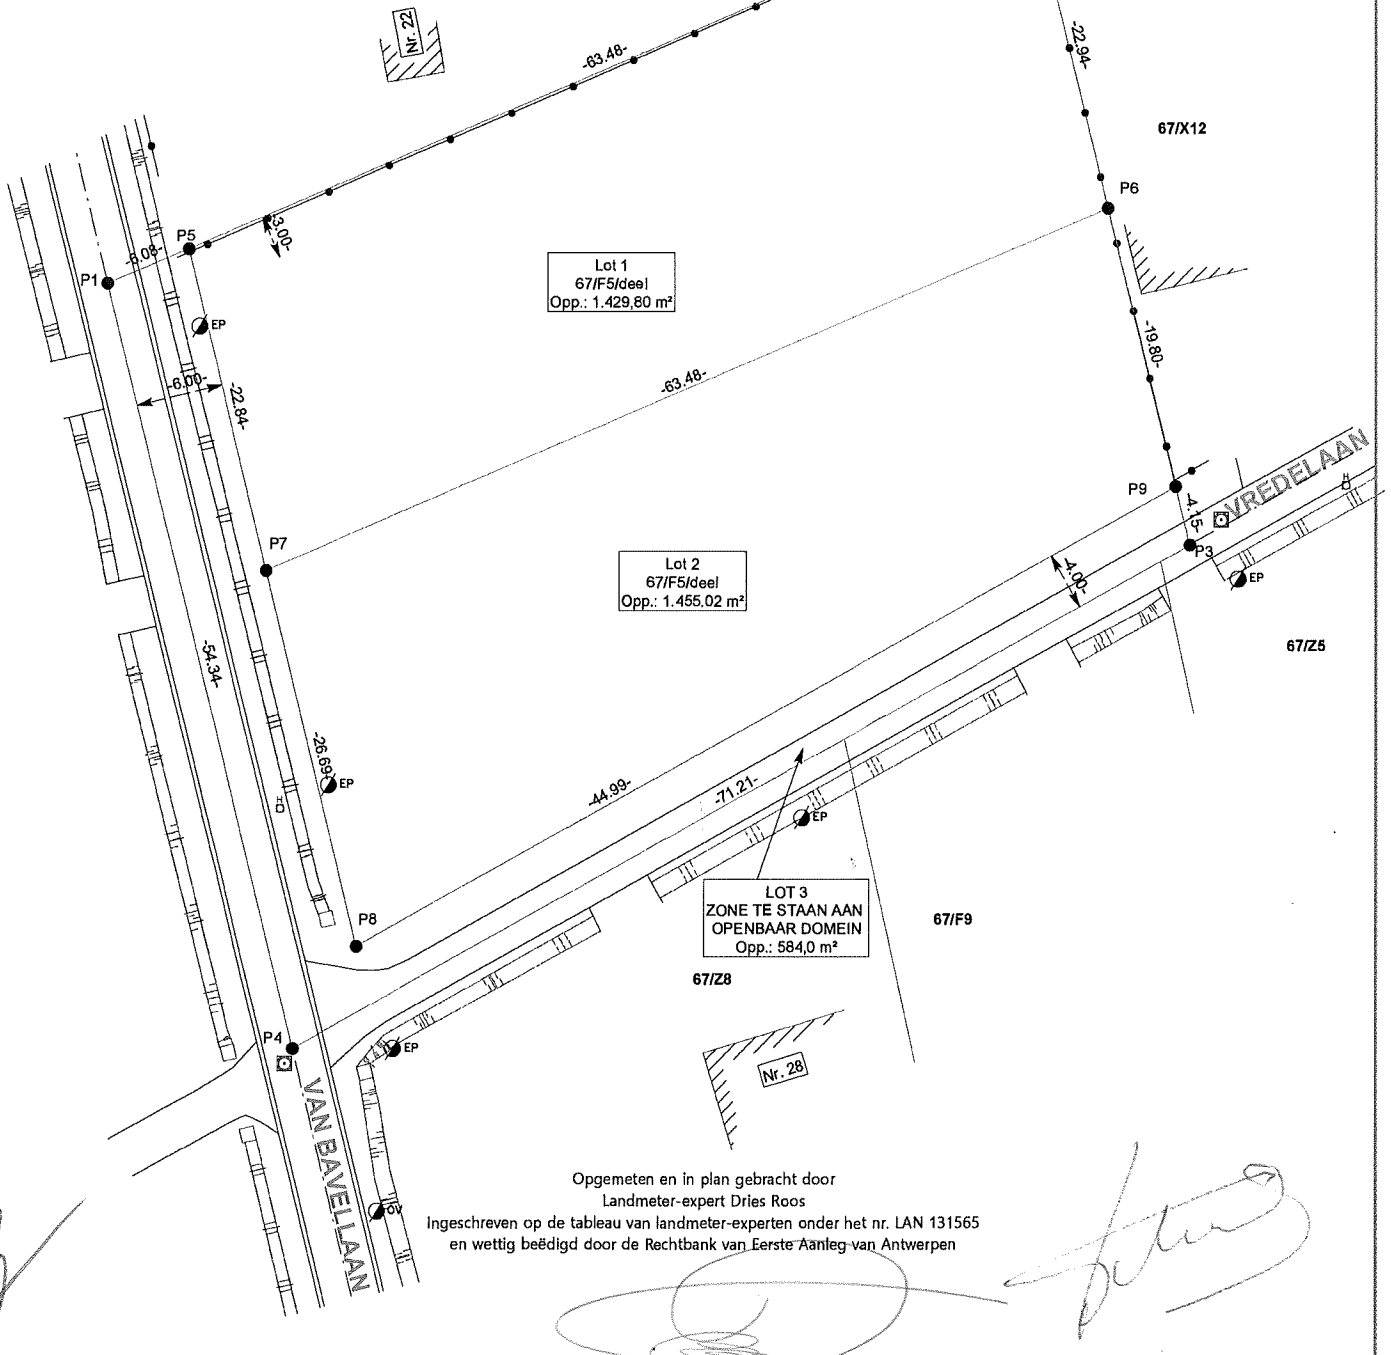 Nr. 22
-63.48-
-22.94-
67/X12
P6
P5
-6.08-
P1
-3.00-
Lot 1
67/F5/deel
Opp.: 1.429,80 m²
EP
-6.00-
-22.84-
-63.48-
-19.80-
P9
-4.15-
VREDELAAN
H
P3
EP
P7
Lot 2
67/F5/deel
Opp.: 1.455,02 m²
-4.00-
67/Z5
-54.34-
-26.69-
EP
H
-44.99-
-71.21-
EP
LOT 3
ZONE TE STAAN AAN
OPENBAAR DOMEIN
Opp.: 584,0 m²
67/F9
P8
67/Z8
P4
EP
Nr. 28
VAN BAVELLAAN
OV
Opgemeten en in plan gebracht door
Landmeter-expert Dries Roos
Ingeschreven op de tableau van landmeter-experten onder het nr. LAN 131565
en wettig beëdigd door de Rechtbank van Eerste Aanleg van Antwerpen